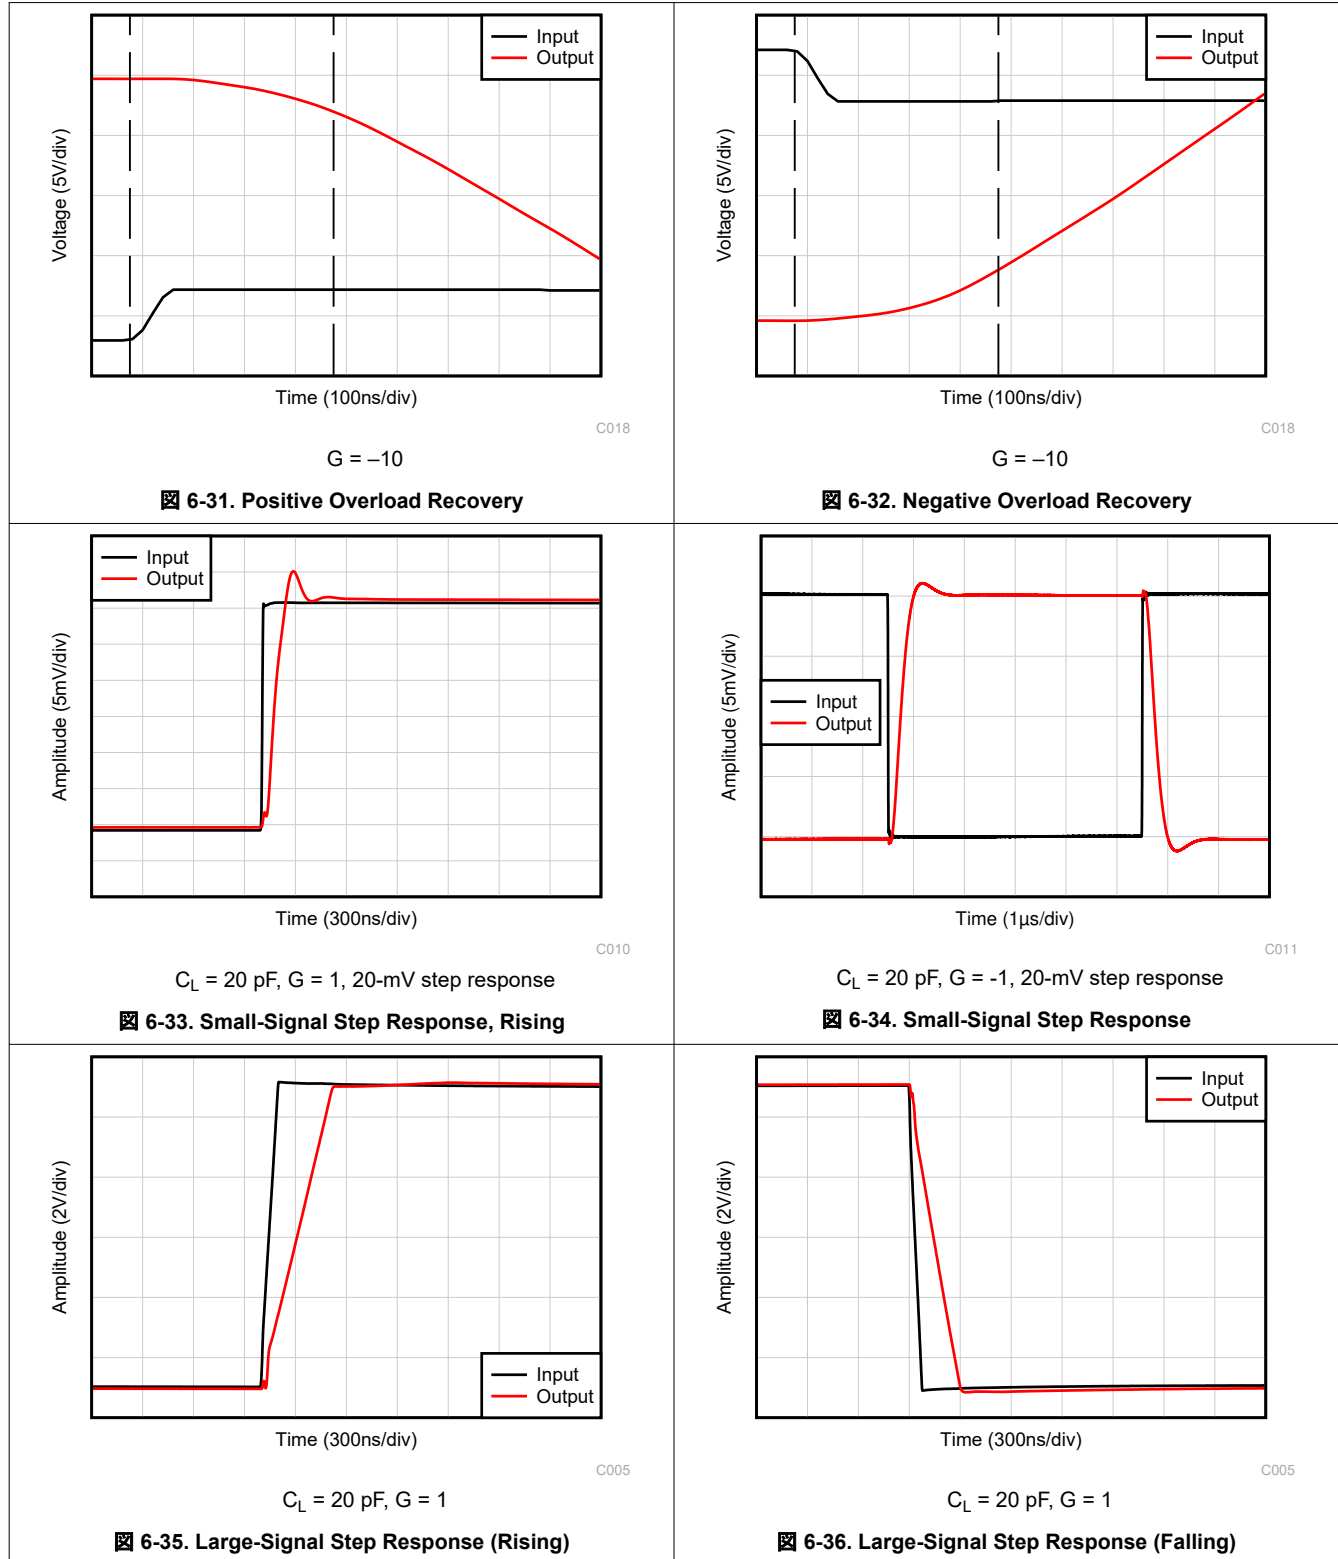 Input
Output
Voltage (5V/div)
Time (100ns/div)
C018
G = –10
図 6-31. Positive Overload Recovery
Input
Output
Voltage (5V/div)
Time (100ns/div)
C018
G = –10
図 6-32. Negative Overload Recovery
Input
Output
Amplitude (5mV/div)
Time (300ns/div)
C010
C_L = 20 pF, G = 1, 20-mV step response
図 6-33. Small-Signal Step Response, Rising
Input
Output
Amplitude (5mV/div)
Time (1µs/div)
C011
C_L = 20 pF, G = -1, 20-mV step response
図 6-34. Small-Signal Step Response
Input
Output
Amplitude (2V/div)
Time (300ns/div)
C005
C_L = 20 pF, G = 1
図 6-35. Large-Signal Step Response (Rising)
Input
Output
Amplitude (2V/div)
Time (300ns/div)
C005
C_L = 20 pF, G = 1
図 6-36. Large-Signal Step Response (Falling)